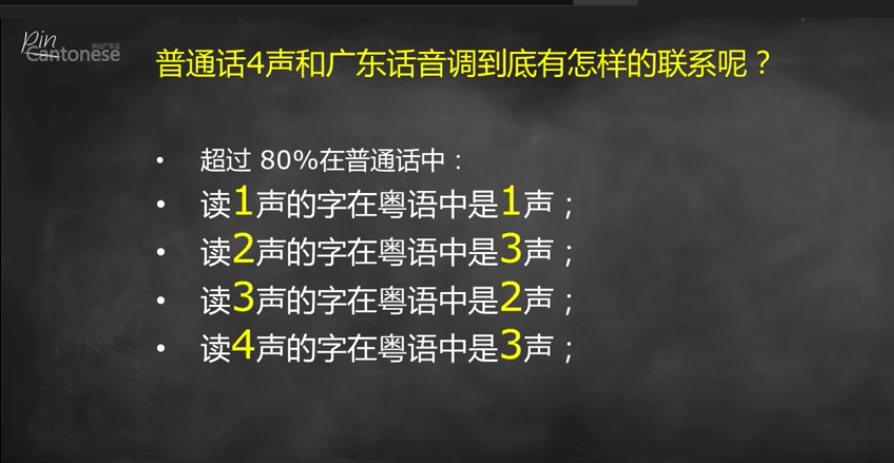 Pin
Cantonese
普通话4声和广东话音调到底有怎样的联系呢？
• 超过 80%在普通话中：
• 读1声的字在粤语中是1声；
• 读2声的字在粤语中是3声；
• 读3声的字在粤语中是2声；
• 读4声的字在粤语中是3声；